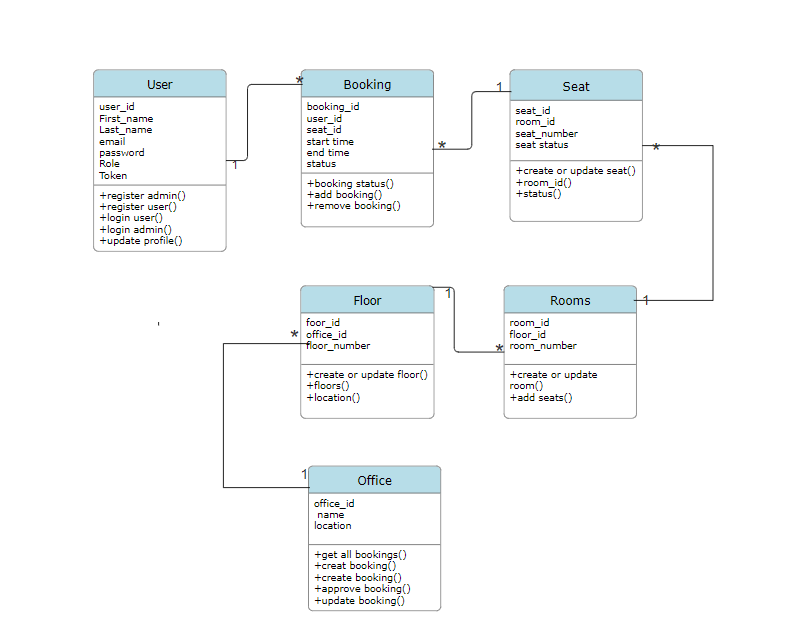 User
user_id
First_name
Last_name
email
password
Role
Token
+register admin()
+register user()
+login user()
+login admin()
+update profile()
1
*
Booking
booking_id
user_id
seat_id
start time
end time
status
+booking status()
+add booking()
+remove booking()
*
1
Seat
seat_id
room_id
seat_number
seat status
+create or update seat()
+room_id()
+status()
*
Floor
foor_id
office_id
floor_number
+create or update floor()
+floors()
+location()
*
1
*
Rooms
room_id
floor_id
room_number
+create or update
room()
+add seats()
1
1
Office
office_id
name
location
+get all bookings()
+creat booking()
+create booking()
+approve booking()
+update booking()